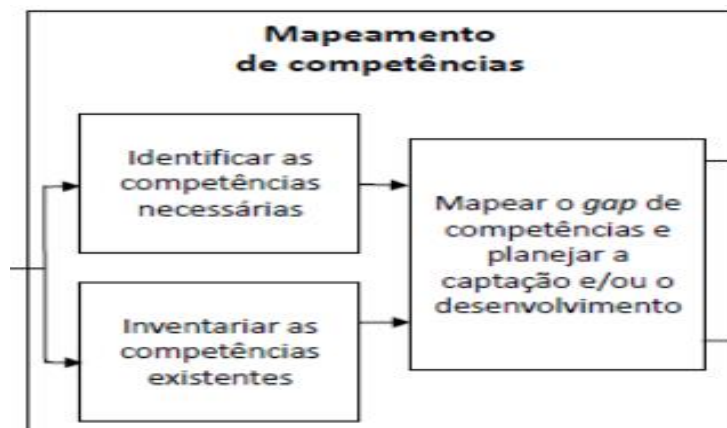 Mapeamento
de competências
Identificar as
competências
necessárias
Mapear o gap de
competências e
planejar a
captação e/ou o
desenvolvimento
Inventariar as
competências
existentes